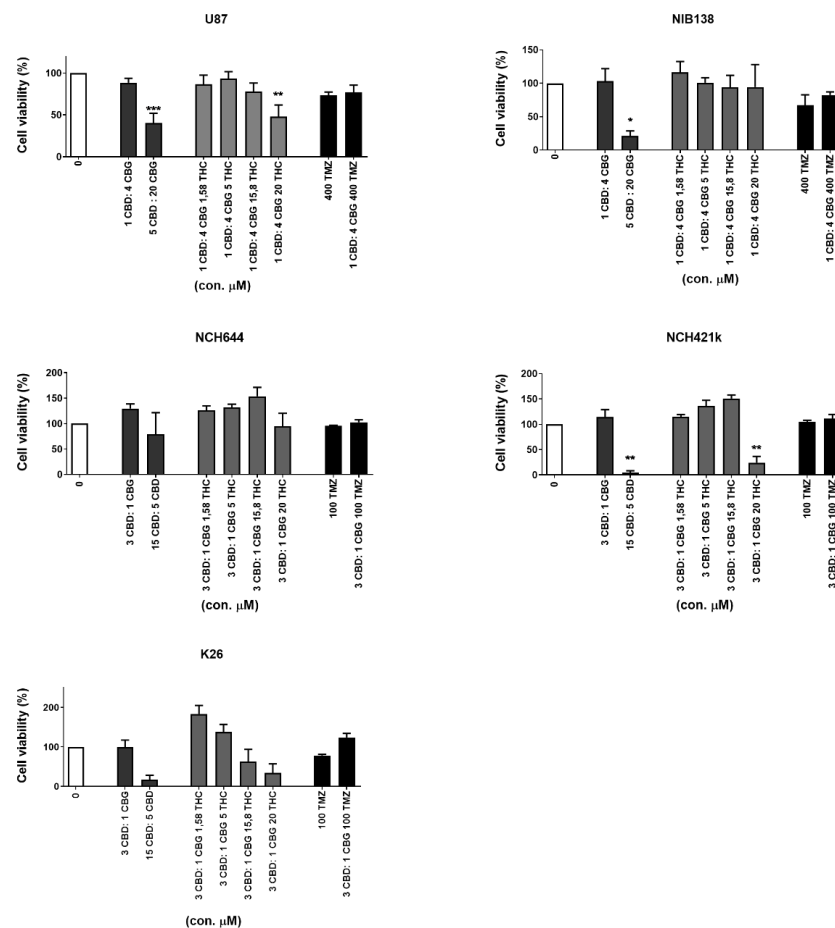 U87
Cell viability (%)
150
100
50
0
0
1 CBD: 4 CBG
5 CBD : 20 CBG
1 CBD: 4 CBG 1,58 THC
1 CBD: 4 CBG 5 THC
1 CBD: 4 CBG 15,8 THC
1 CBD: 4 CBG 20 THC
400 TMZ
1 CBD: 4 CBG 400 TMZ
***
**
(con. μM)
NIB138
Cell viability (%)
150
100
50
0
0
1 CBD: 4 CBG
5 CBD : 20 CBG
1 CBD: 4 CBG 1,58 THC
1 CBD: 4 CBG 5 THC
1 CBD: 4 CBG 15,8 THC
1 CBD: 4 CBG 20 THC
400 TMZ
1 CBD: 4 CBG 400 TMZ
*
(con. μM)
NCH644
Cell viability (%)
200
150
100
50
0
0
3 CBD: 1 CBG
15 CBD: 5 CBD
3 CBD: 1 CBG 1,58 THC
3 CBD: 1 CBG 5 THC
3 CBD: 1 CBG 15,8 THC
3 CBD: 1 CBG 20 THC
100 TMZ
3 CBD: 1 CBG 100 TMZ
(con. μM)
NCH421k
Cell viability (%)
200
150
100
50
0
0
3 CBD: 1 CBG
15 CBD: 5 CBD
3 CBD: 1 CBG 1,58 THC
3 CBD: 1 CBG 5 THC
3 CBD: 1 CBG 15,8 THC
3 CBD: 1 CBG 20 THC
100 TMZ
3 CBD: 1 CBG 100 TMZ
**
**
(con. μM)
K26
Cell viability (%)
200
100
0
0
3 CBD: 1 CBG
15 CBD: 5 CBD
3 CBD: 1 CBG 1,58 THC
3 CBD: 1 CBG 5 THC
3 CBD: 1 CBG 15,8 THC
3 CBD: 1 CBG 20 THC
100 TMZ
3 CBD: 1 CBG 100 TMZ
(con. μM)